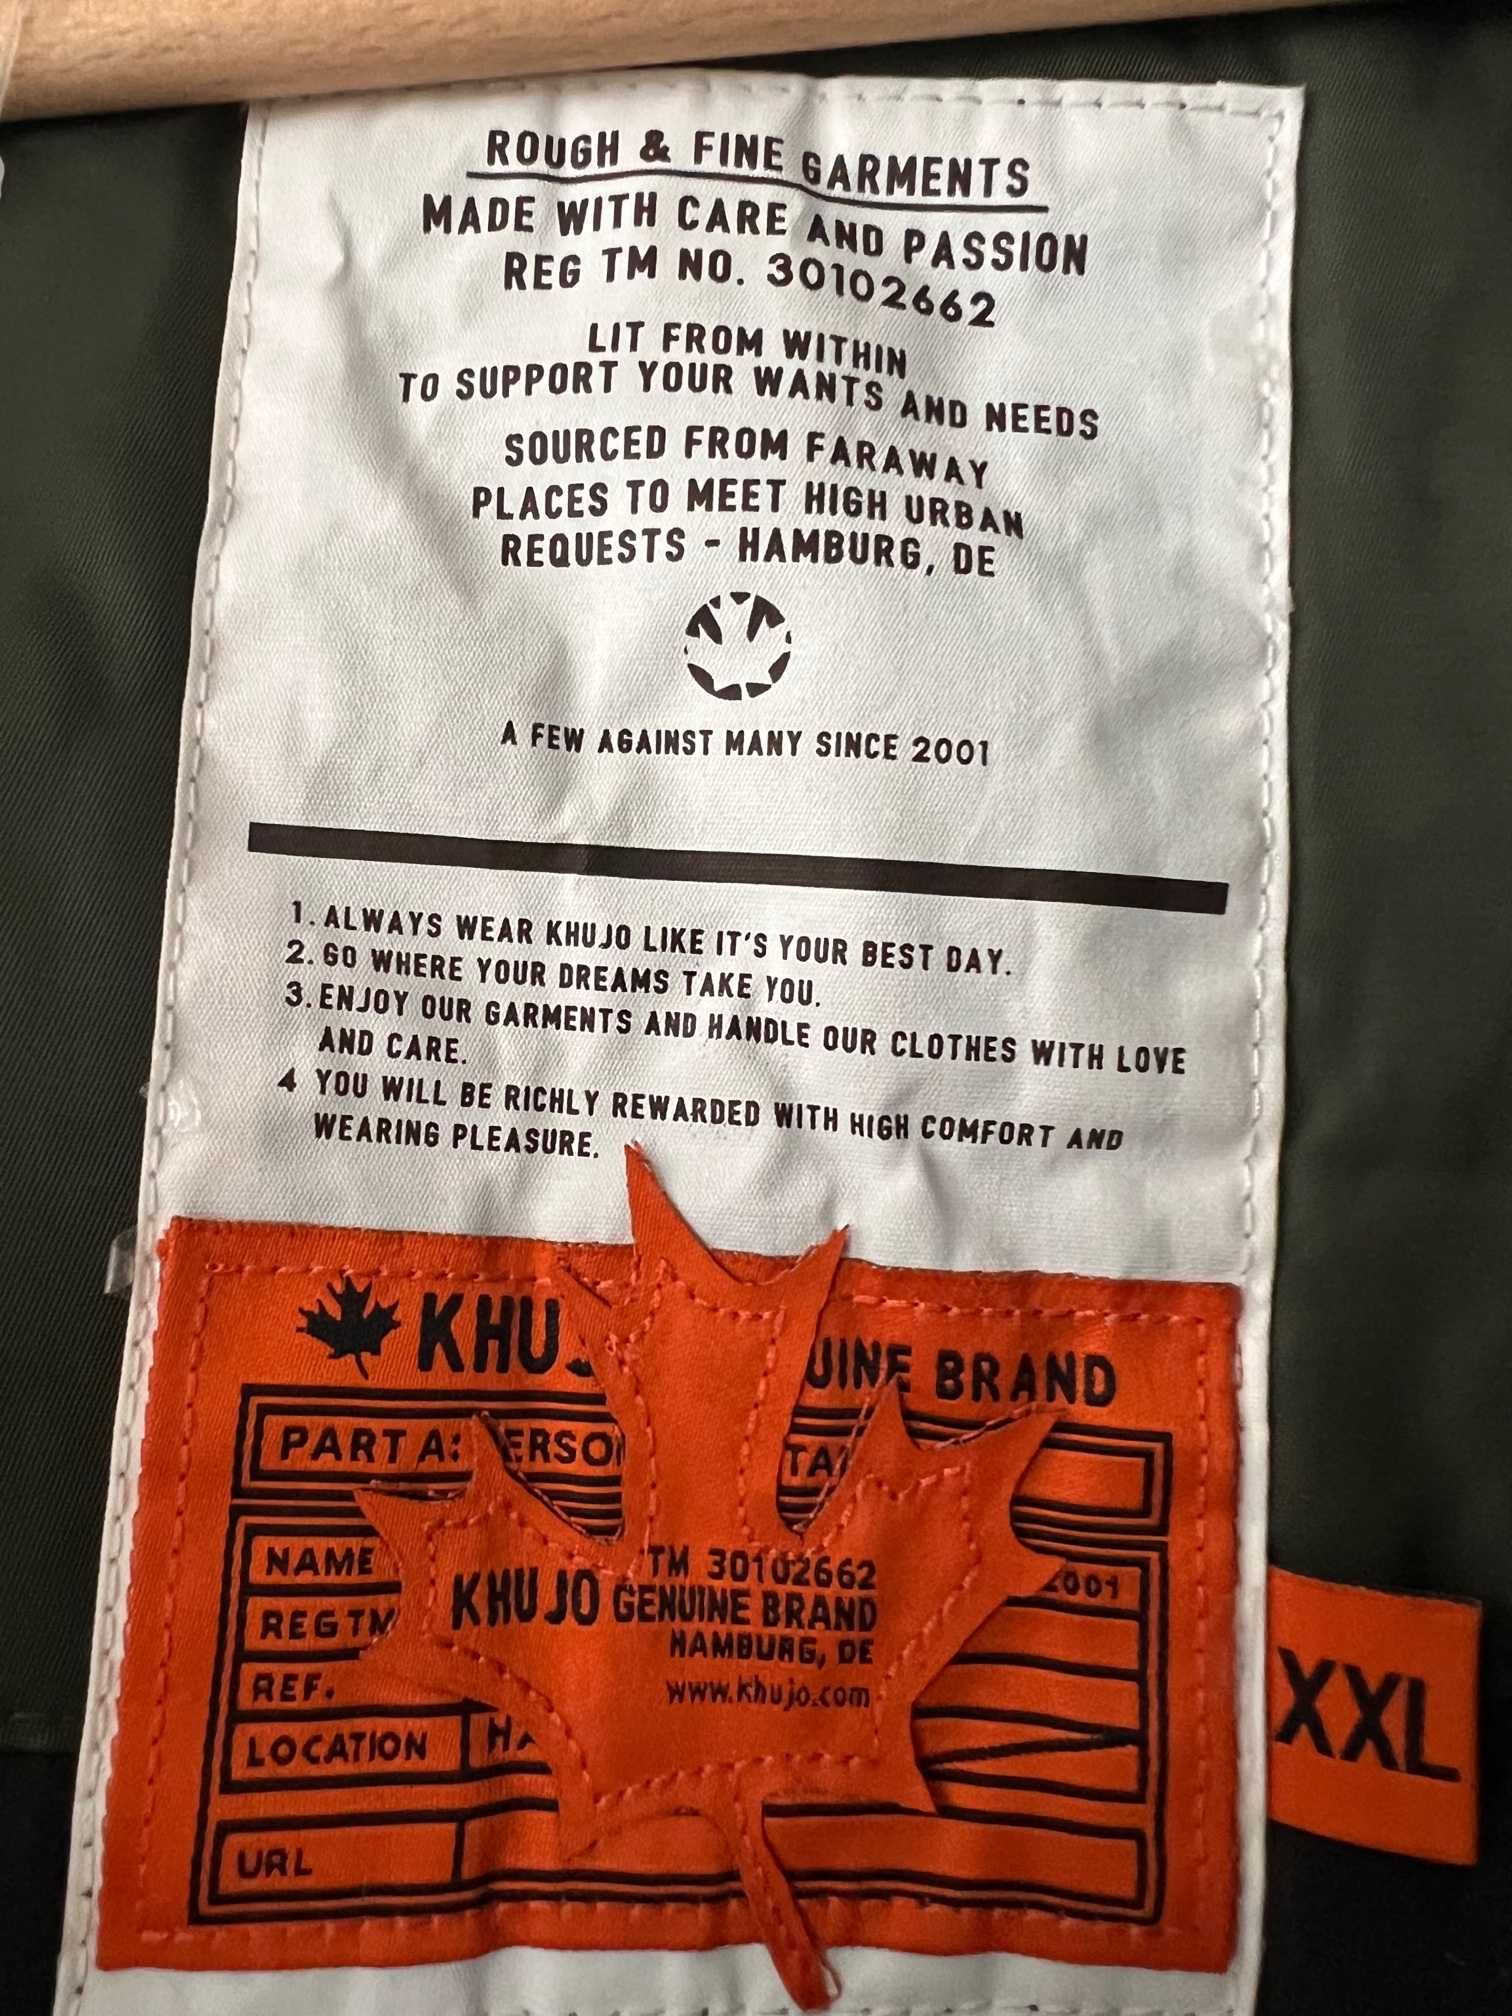 ROUGH & FINE GARMENTS
MADE WITH CARE AND PASSION
REG TM NO. 30102662
LIT FROM WITHIN
TO SUPPORT YOUR WANTS AND NEEDS
SOURCED FROM FARAWAY
PLACES TO MEET HIGH URBAN
REQUESTS - HAMBURG, DE
A FEW AGAINST MANY SINCE 2001
1. ALWAYS WEAR KHUJO LIKE IT'S YOUR BEST DAY.
2. GO WHERE YOUR DREAMS TAKE YOU.
3. ENJOY OUR GARMENTS AND HANDLE OUR CLOTHES WITH LOVE
AND CARE.
4 YOU WILL BE RICHLY REWARDED WITH HIGH COMFORT AND
WEARING PLEASURE.
BRAND
PART A:
NAME
2001
REG TM
REF.
LOCATION
URL
TM 30102662
KHUJO GENUINE BRAND
HAMBURG, DE
www.khujo.com
XXL